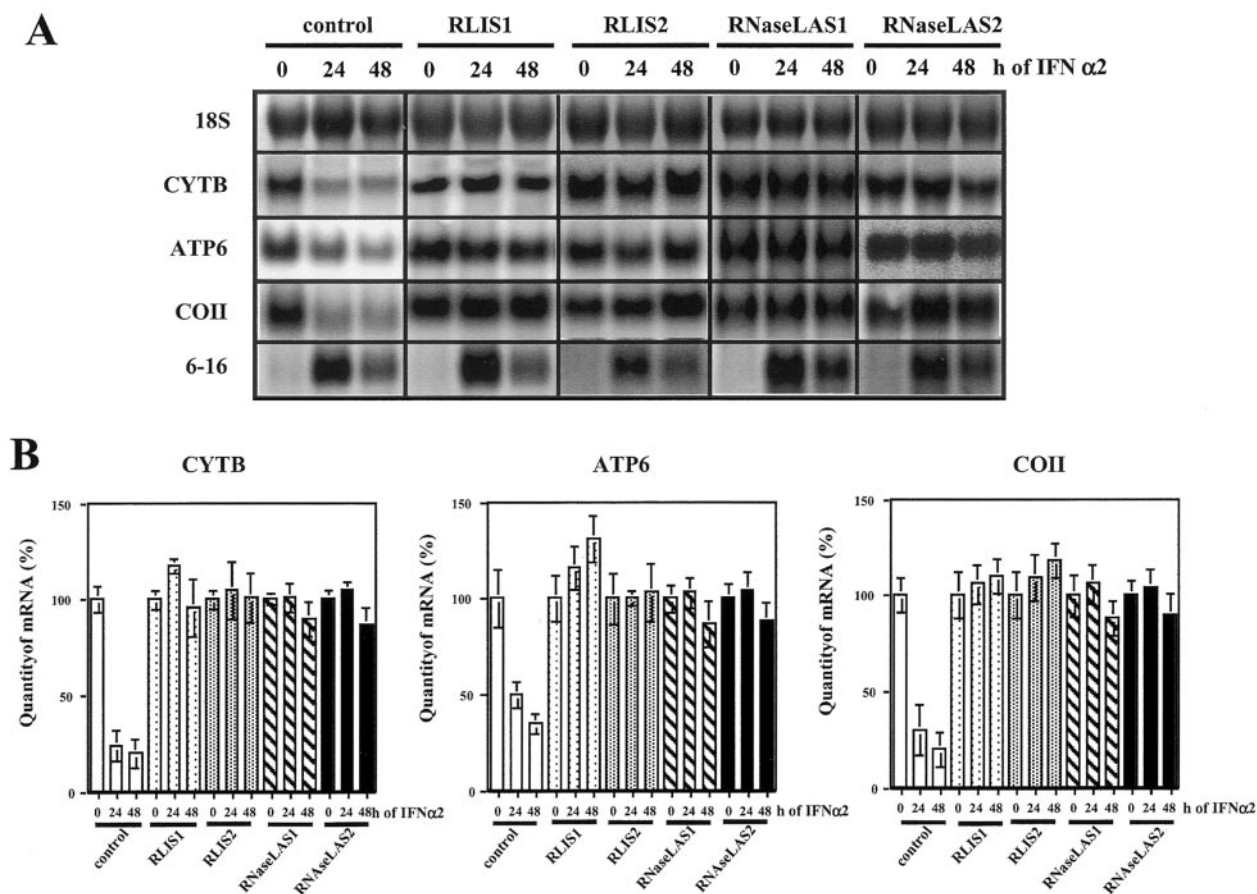 A
control RLIS1 RLIS2 RNaseLAS1 RNaseLAS2
0 24 48 0 24 48 0 24 48 0 24 48 0 24 48 h of IFN α2
18S
CYTB
ATP6
COII
6-16
B
CYTB
Quantityof mRNA (%)
150
100
50
0
0 24 48 0 24 48 0 24 48 0 24 48 0 24 48h of IFNα2
control RLIS1 RLIS2 RNaseLAS1 RNAseLAS2
ATP6
Quantityof mRNA (%)
150
100
50
0
0 24 48 0 24 48 0 24 48 0 24 48 0 24 48 h of IFNα2
control RLIS1 RLIS2 RNaseLAS1 RNAseLAS2
COII
Quantityof mRNA (%)
150
100
50
0
0 24 48 0 24 48 0 24 48 0 24 48 0 24 48 h of IFNα2
control RLIS1 RLIS2 RNaseLAS1 RNAseLAS2